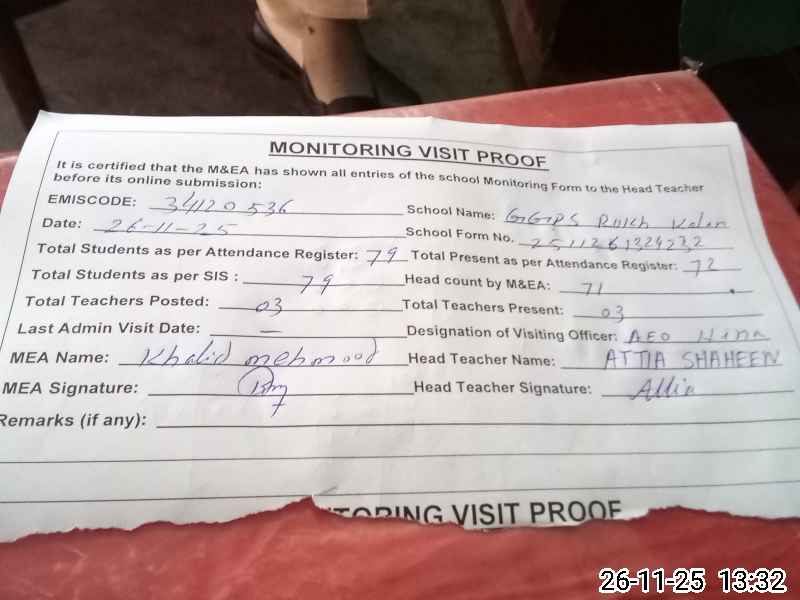 MONITORING VISIT PROOF
It is certified that the M&EA has shown all entries of the school Monitoring Form to the Head Teacher
before its online submission:
EMISCODE: 34120536 School Name: GGPS Kalan
Date: 26-11-25 School Form No.
Total Students as per Attendance Register: 79 Total Present as per Attendance Register: 72
Total Students as per SIS : 79 Head count by M&EA: 71
Total Teachers Posted: 03 Total Teachers Present: 03
Last Admin Visit Date: — Designation of Visiting Officer: AEO Hina
MEA Name: Khalid mehmood Head Teacher Name: ATTIA SHAHEEN
MEA Signature: Head Teacher Signature: Attia
Remarks (if any):
TORING VISIT PROOF
26-11-25 13:32